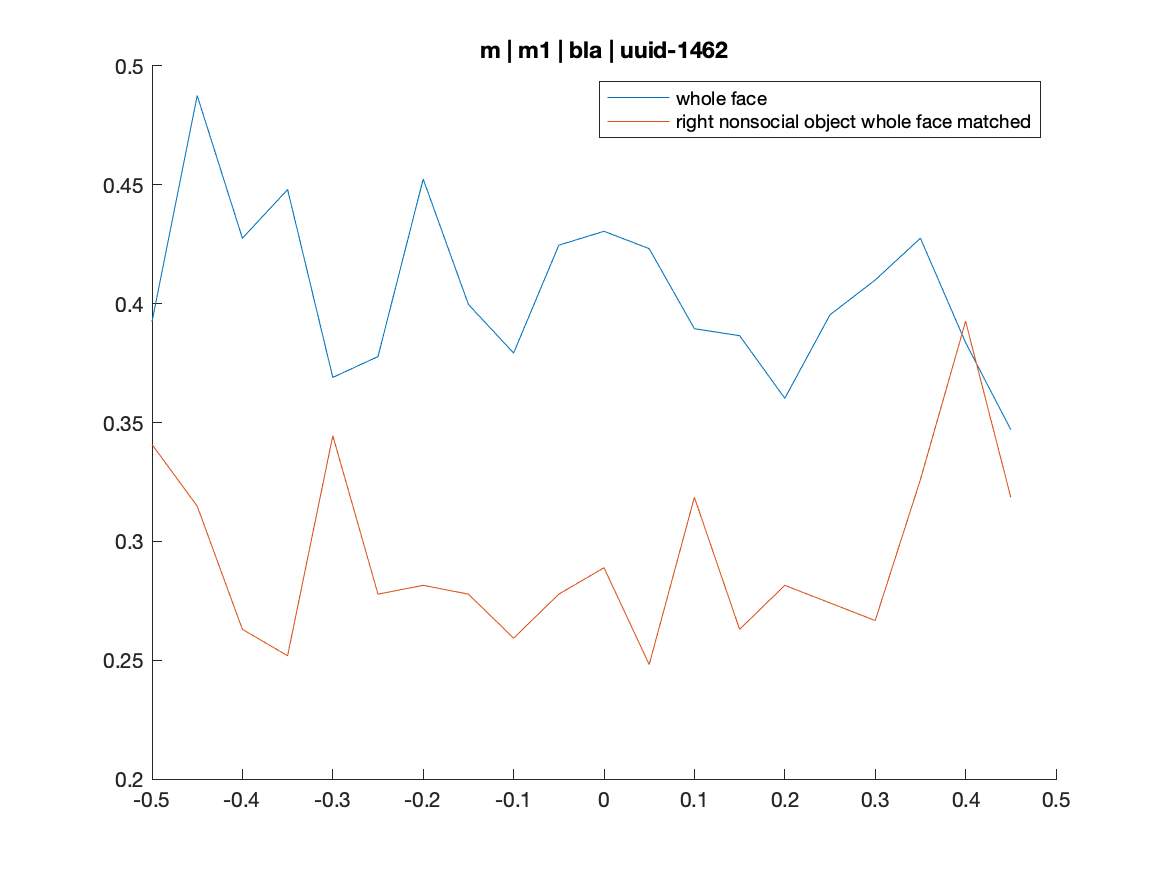 m | m1 | bla | uuid-1462
whole face
right nonsocial object whole face matched
0.5
0.45
0.4
0.35
0.3
0.25
0.2
-0.5 -0.4 -0.3 -0.2 -0.1 0 0.1 0.2 0.3 0.4 0.5